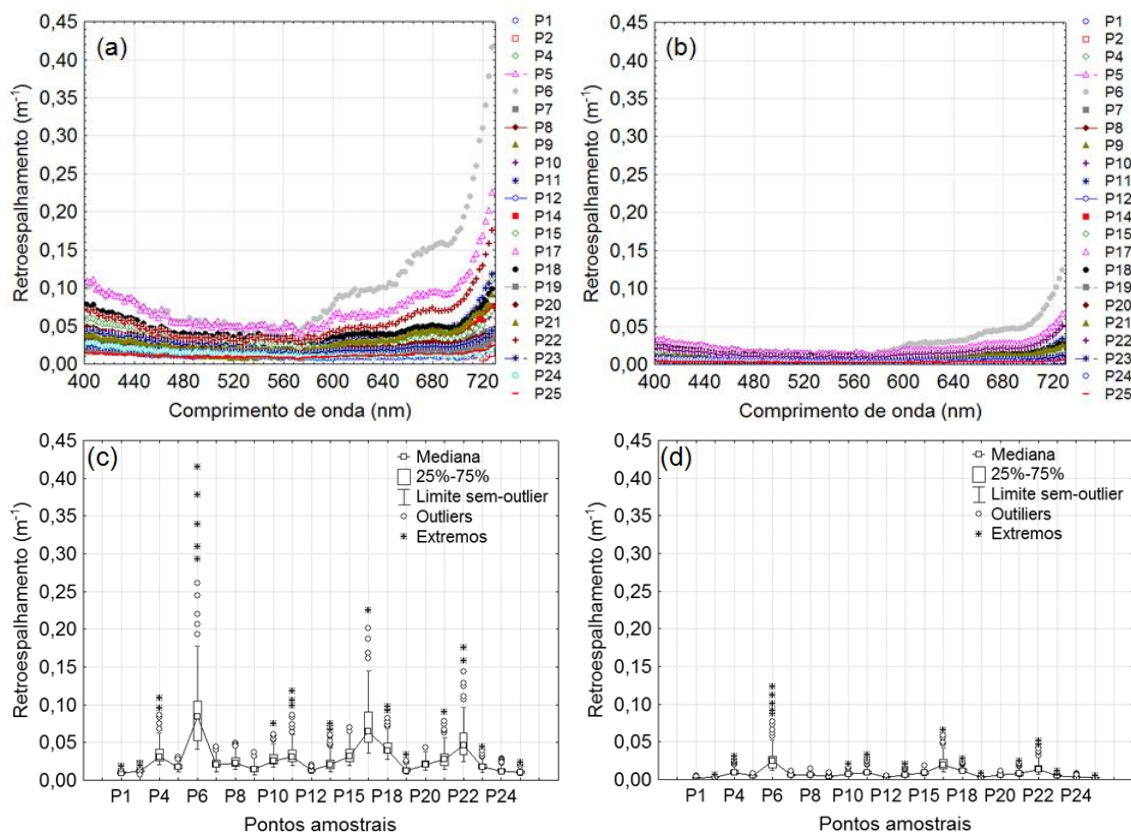 (a)
Retroespalhamento (m-1)
0,45
0,40
0,35
0,30
0,25
0,20
0,15
0,10
0,05
0,00
400 440 480 520 560 600 640 680 720
Comprimento de onda (nm)
P1
P2
P4
P5
P6
P7
P8
P9
P10
P11
P12
P14
P15
P17
P18
P19
P20
P21
P22
P23
P24
P25
(b)
Retroespalhamento (m-1)
0,45
0,40
0,35
0,30
0,25
0,20
0,15
0,10
0,05
0,00
400 440 480 520 560 600 640 680 720
Comprimento de onda (nm)
P1
P2
P4
P5
P6
P7
P8
P9
P10
P11
P12
P14
P15
P17
P18
P19
P20
P21
P22
P23
P24
P25
(c)
Retroespalhamento (m-1)
0,45
0,40
0,35
0,30
0,25
0,20
0,15
0,10
0,05
0,00
Mediana
25%-75%
Limite sem-outlier
Outliers
Extremos
P1 P4 P6 P8 P10 P12 P15 P18 P20 P22 P24
Pontos amostrais
(d)
Retroespalhamento (m-1)
0,45
0,40
0,35
0,30
0,25
0,20
0,15
0,10
0,05
0,00
Mediana
25%-75%
Limite sem-outlier
Outiliers
Extremos
P1 P4 P6 P8 P10 P12 P15 P18 P20 P22 P24
Pontos amostrais